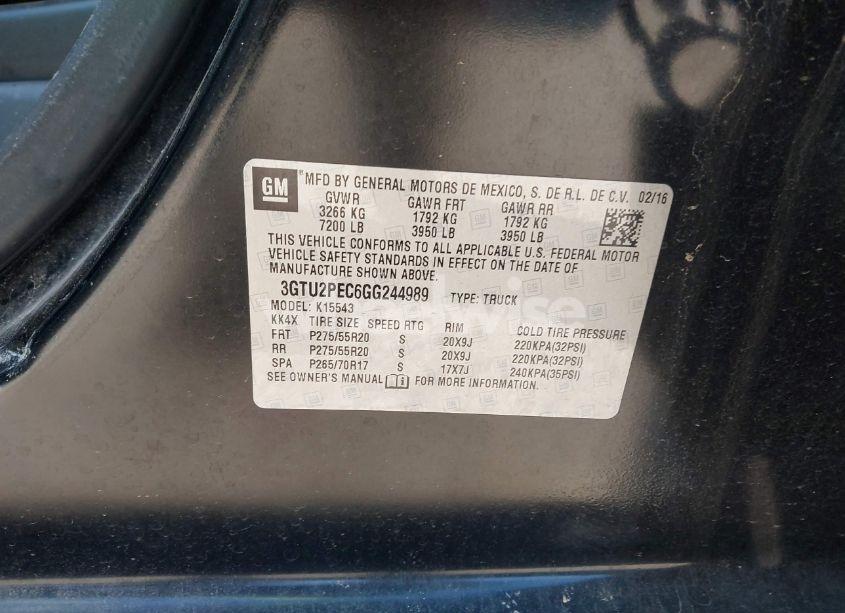 GM ® MFD BY GENERAL MOTORS DE MEXICO, S. DE R.L. DE C.V. 02/16
GVWR GAWR FRT GAWR RR
3266 KG 1792 KG 1792 KG
7200 LB 3950 LB 3950 LB
THIS VEHICLE CONFORMS TO ALL APPLICABLE U.S. FEDERAL MOTOR
VEHICLE SAFETY STANDARDS IN EFFECT ON THE DATE OF
MANUFACTURE SHOWN ABOVE.
3GTU2PEC6GG244989 TYPE: TRUCK
MODEL: K15543
KK4X TIRE SIZE SPEED RTG RIM COLD TIRE PRESSURE
FRT P275/55R20 S 20X9J 220KPA(32PSI)
RR P275/55R20 S 20X9J 220KPA(32PSI)
SPA P265/70R17 S 17X7J 240KPA(35PSI)
SEE OWNER'S MANUAL FOR MORE INFORMATION.